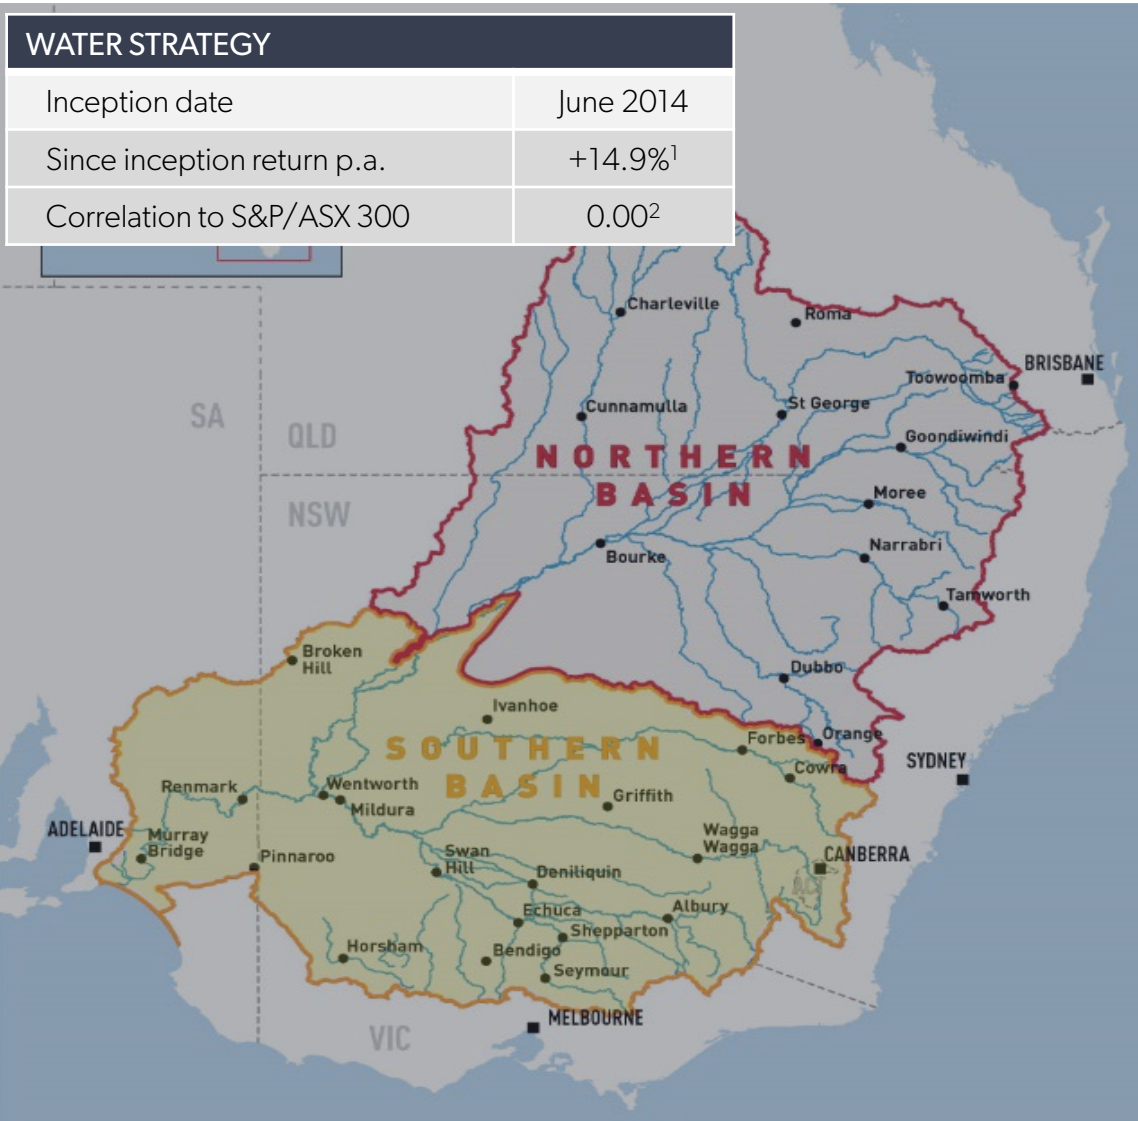 WATER STRATEGY
Inception date June 2014
Since inception return p.a. +14.9%¹
Correlation to S&P/ASX 300 0.00²
Charleville
Roma
BRISBANE
Toowoomba
SA
Cunnamulla
St George
QLD
Goondiwindi
NORTHERN
BASIN
Moree
NSW
Narrabri
Bourke
Tamworth
Broken
Hill
Dubbo
Ivanhoe
Orange
Forbes
SOUTHERN
BASIN
SYDNEY
Cowra
Renmark
Wentworth
Mildura
Griffith
ADELAIDE
Murray
Bridge
Wagga
Wagga
Pinnaroo
Swan
Hill
CANBERRA
Deniliquin
ACT
Echuca
Albury
Shepparton
Horsham
Bendigo
Seymour
MELBOURNE
VIC